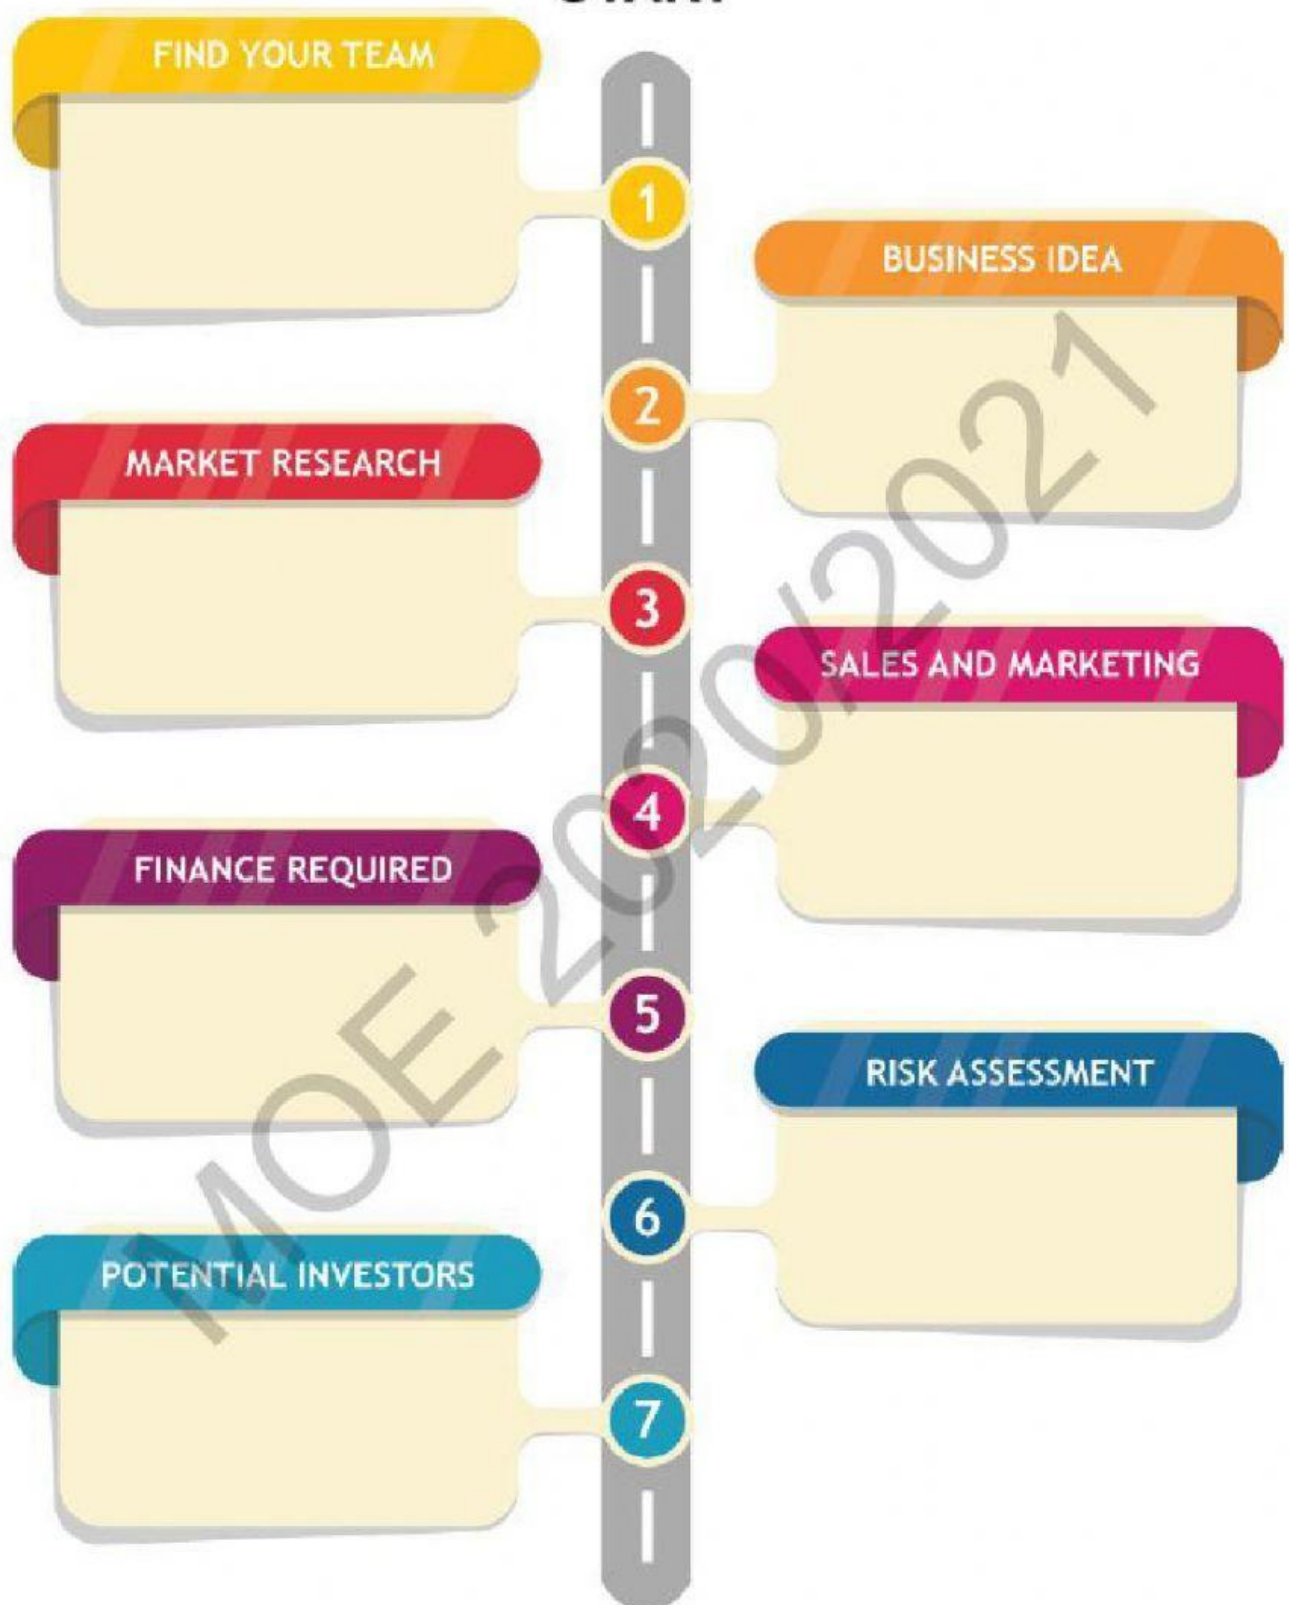 START
FIND YOUR TEAM
1
BUSINESS IDEA
2
MARKET RESEARCH
3
SALES AND MARKETING
4
FINANCE REQUIRED
5
RISK ASSESSMENT
6
POTENTIAL INVESTORS
7
MOE 2020/2021